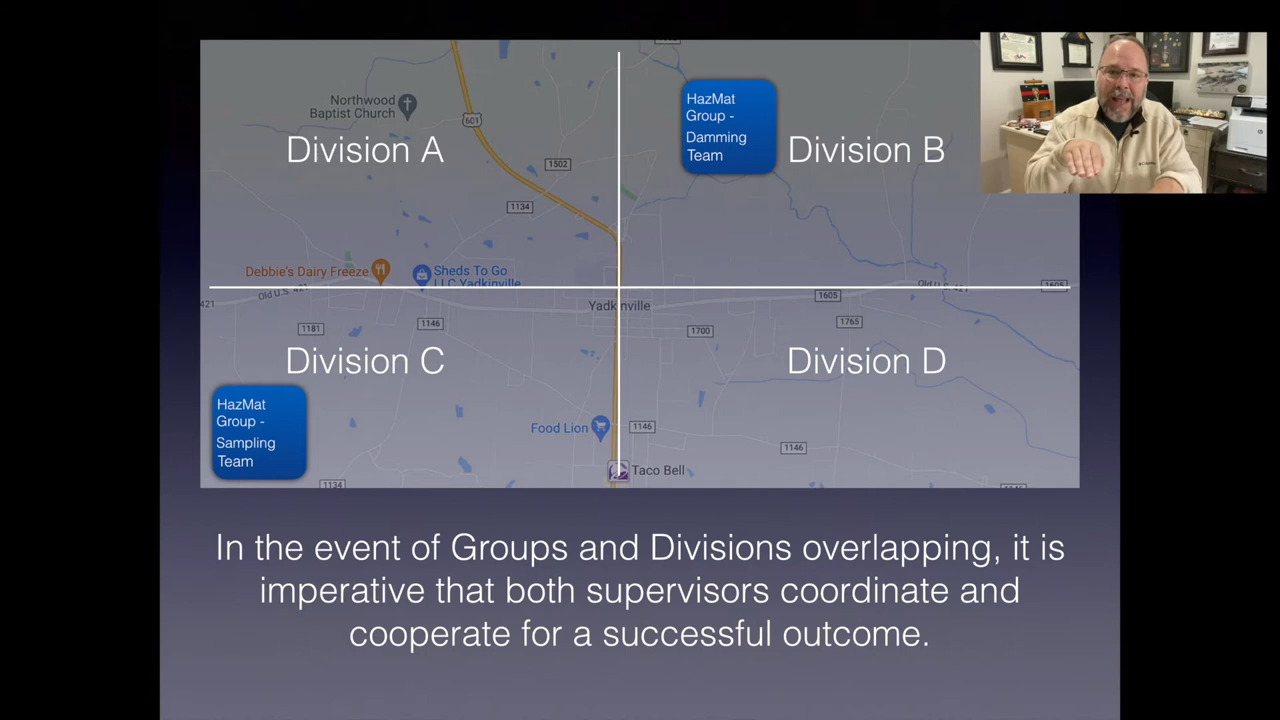 Northwood
Baptist Church
601
Division A
1502
1134
HazMat
Group -
Damming
Team
Division B
Debbie's Dairy Freeze
Sheds To Go
LLC Yadkinville
421
Old U.S. 421
Yadkinville
1605
Old U.S. 421
1605
1181
1146
1700
1765
Division C
Division D
HazMat
Group -
Sampling
Team
Food Lion
1146
1146
Taco Bell
1134
In the event of Groups and Divisions overlapping, it is
imperative that both supervisors coordinate and
cooperate for a successful outcome.